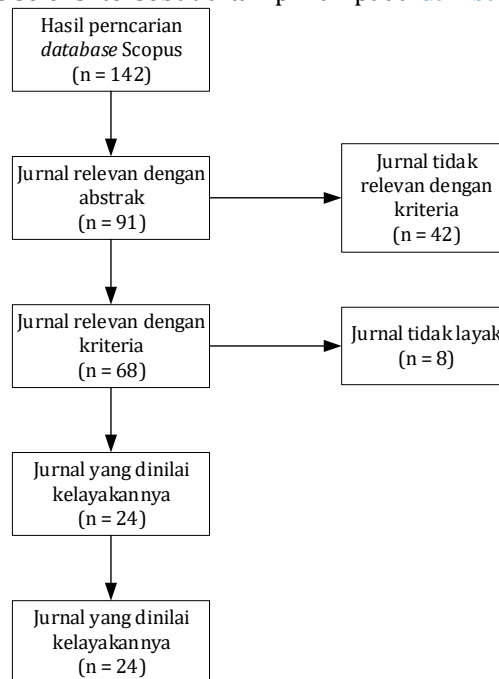 Hasil perncarian
database Scopus
(n = 142)
Jurnal relevan dengan
abstrak
(n = 91)
Jurnal tidak
relevan dengan
kriteria
(n = 42)
Jurnal relevan dengan
kriteria
(n = 68)
Jurnal tidak layak
(n = 8)
Jurnal yang dinilai
kelayakannya
(n = 24)
Jurnal yang dinilai
kelayakannya
(n = 24)